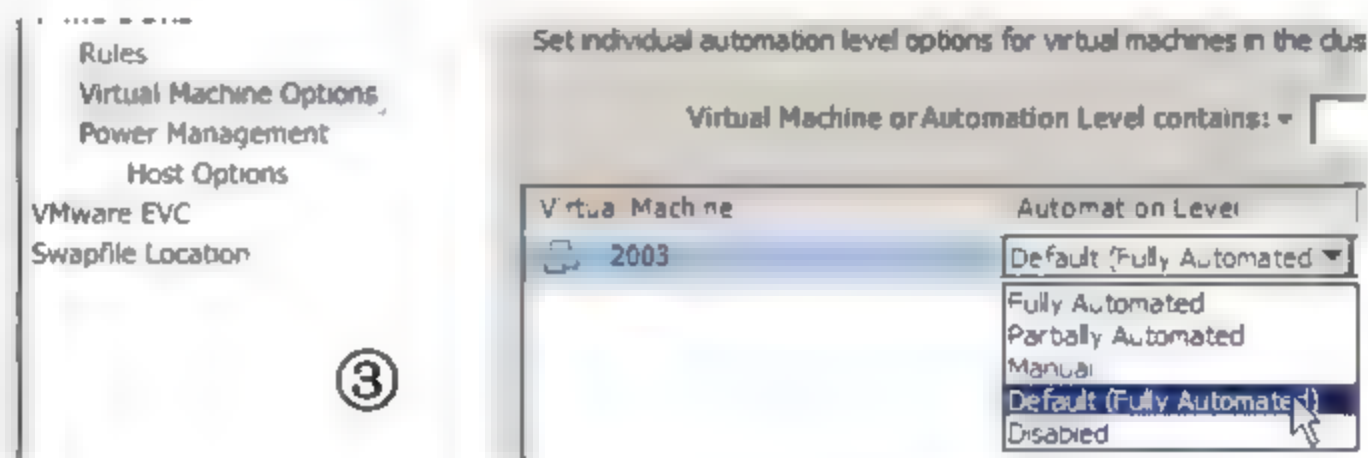 Rules
Virtual Machine Options
Power Management
Host Options
VMware EVC
Swapfile Location
③
Set individual automation level options for virtual machines in the clus
Virtual Machine or Automation Level contains:
Virtual Machine Automation Level
2003 Default (Fully Automated
Fully Automated
Partially Automated
Manual
Default (Fully Automated)
Disabled